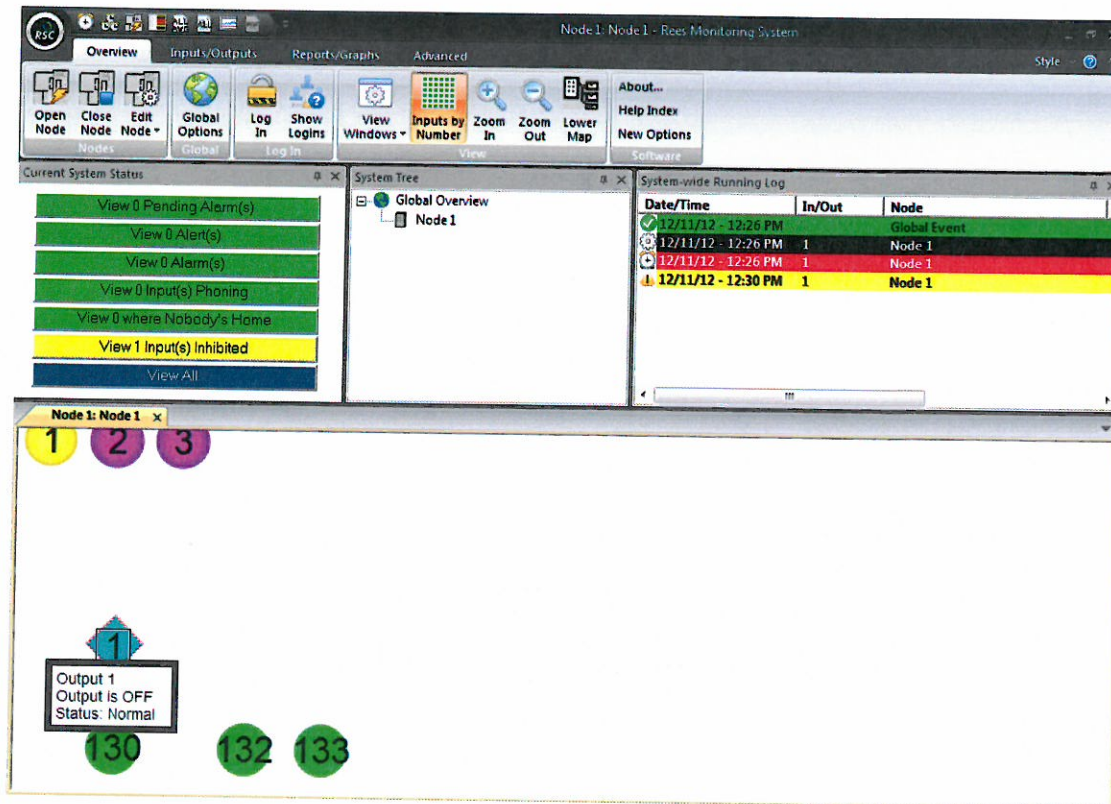 RSC
Node 1: Node 1 - Rees Monitoring System
Overview
Inputs/Outputs
Reports/Graphs
Advanced
Style
Open Node
Close Node
Edit Node
Nodes
Global Options
Global
Log In
Show Logins
Log In
View Windows
Inputs by Number
Zoom In
Zoom Out
Lower Map
View
About...
Help Index
New Options
Software
Current System Status
View 0 Pending Alarm(s)
View 0 Alert(s)
View 0 Alarm(s)
View 0 Input(s) Phoning
View 0 where Nobody's Home
View 1 Input(s) Inhibited
View All
System Tree
Global Overview
Node 1
System-wide Running Log
Date/Time In/Out Node
12/11/12 - 12:26 PM Global Event
12/11/12 - 12:26 PM 1 Node 1
12/11/12 - 12:26 PM 1 Node 1
12/11/12 - 12:30 PM 1 Node 1
Node 1: Node 1
1 2 3
1
Output 1
Output is OFF
Status: Normal
130 132 133